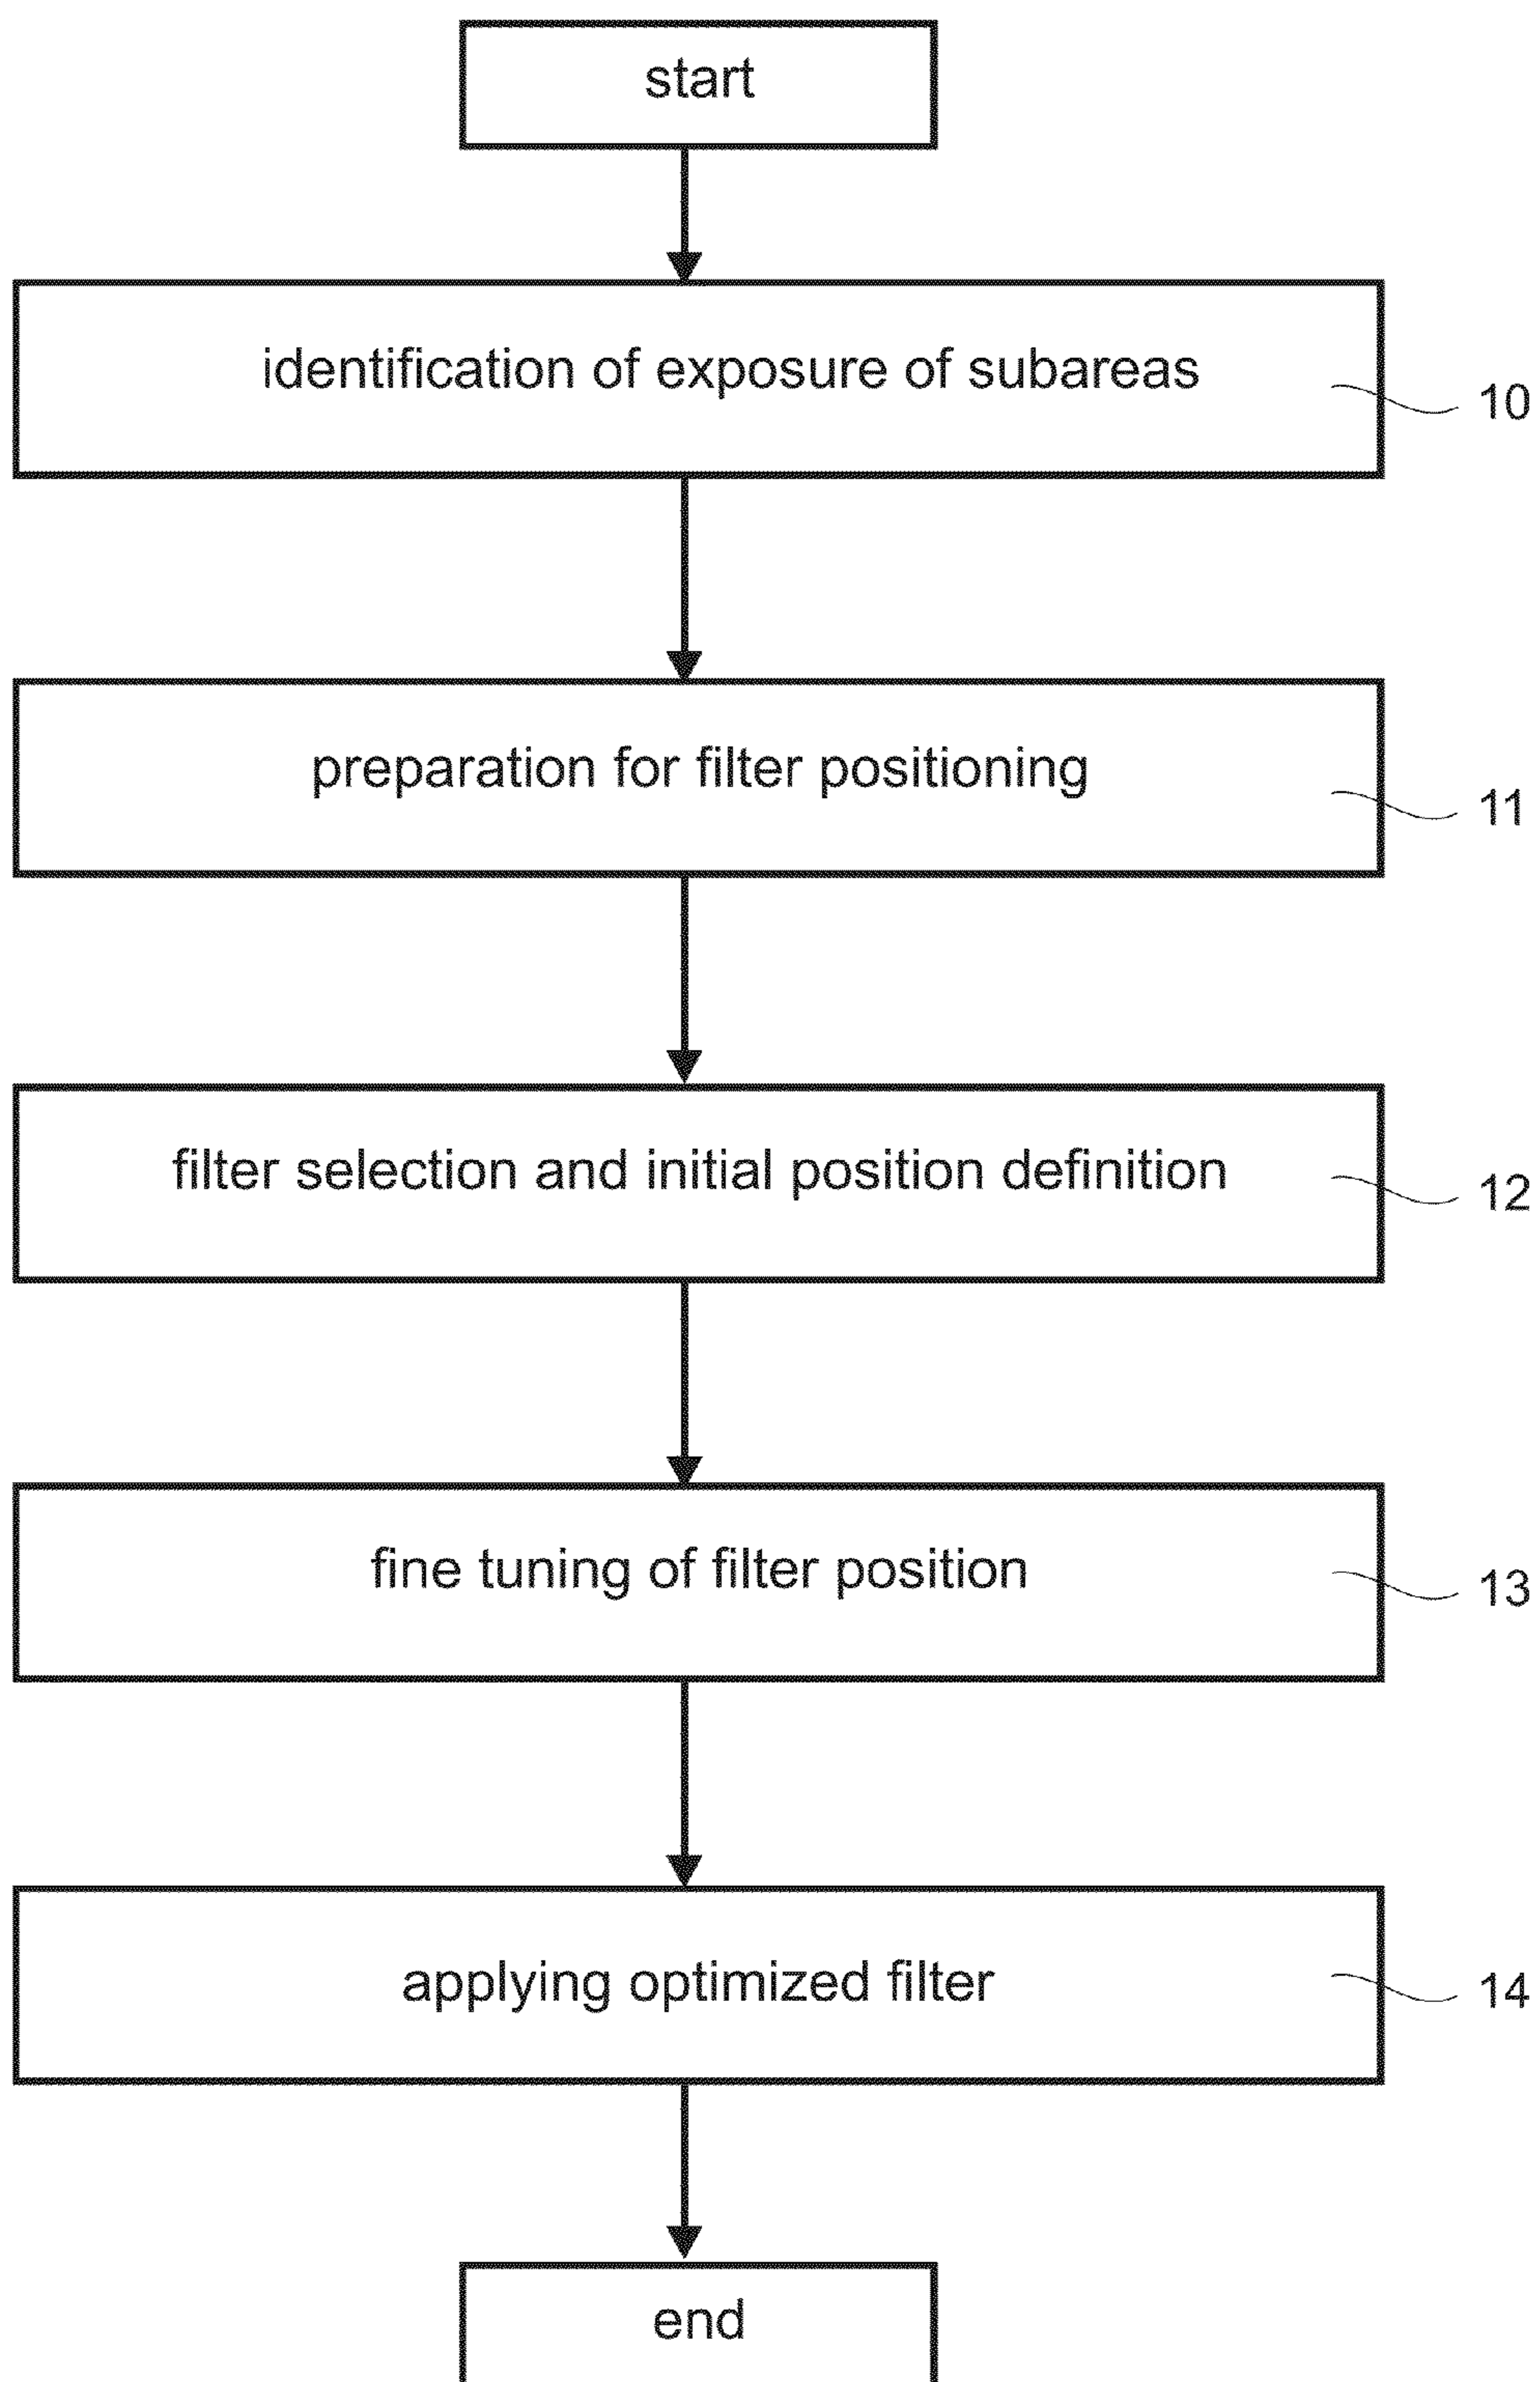 start
identification of exposure of subareas
10
preparation for filter positioning
11
filter selection and initial position definition
12
fine tuning of filter position
13
applying optimized filter
14
end